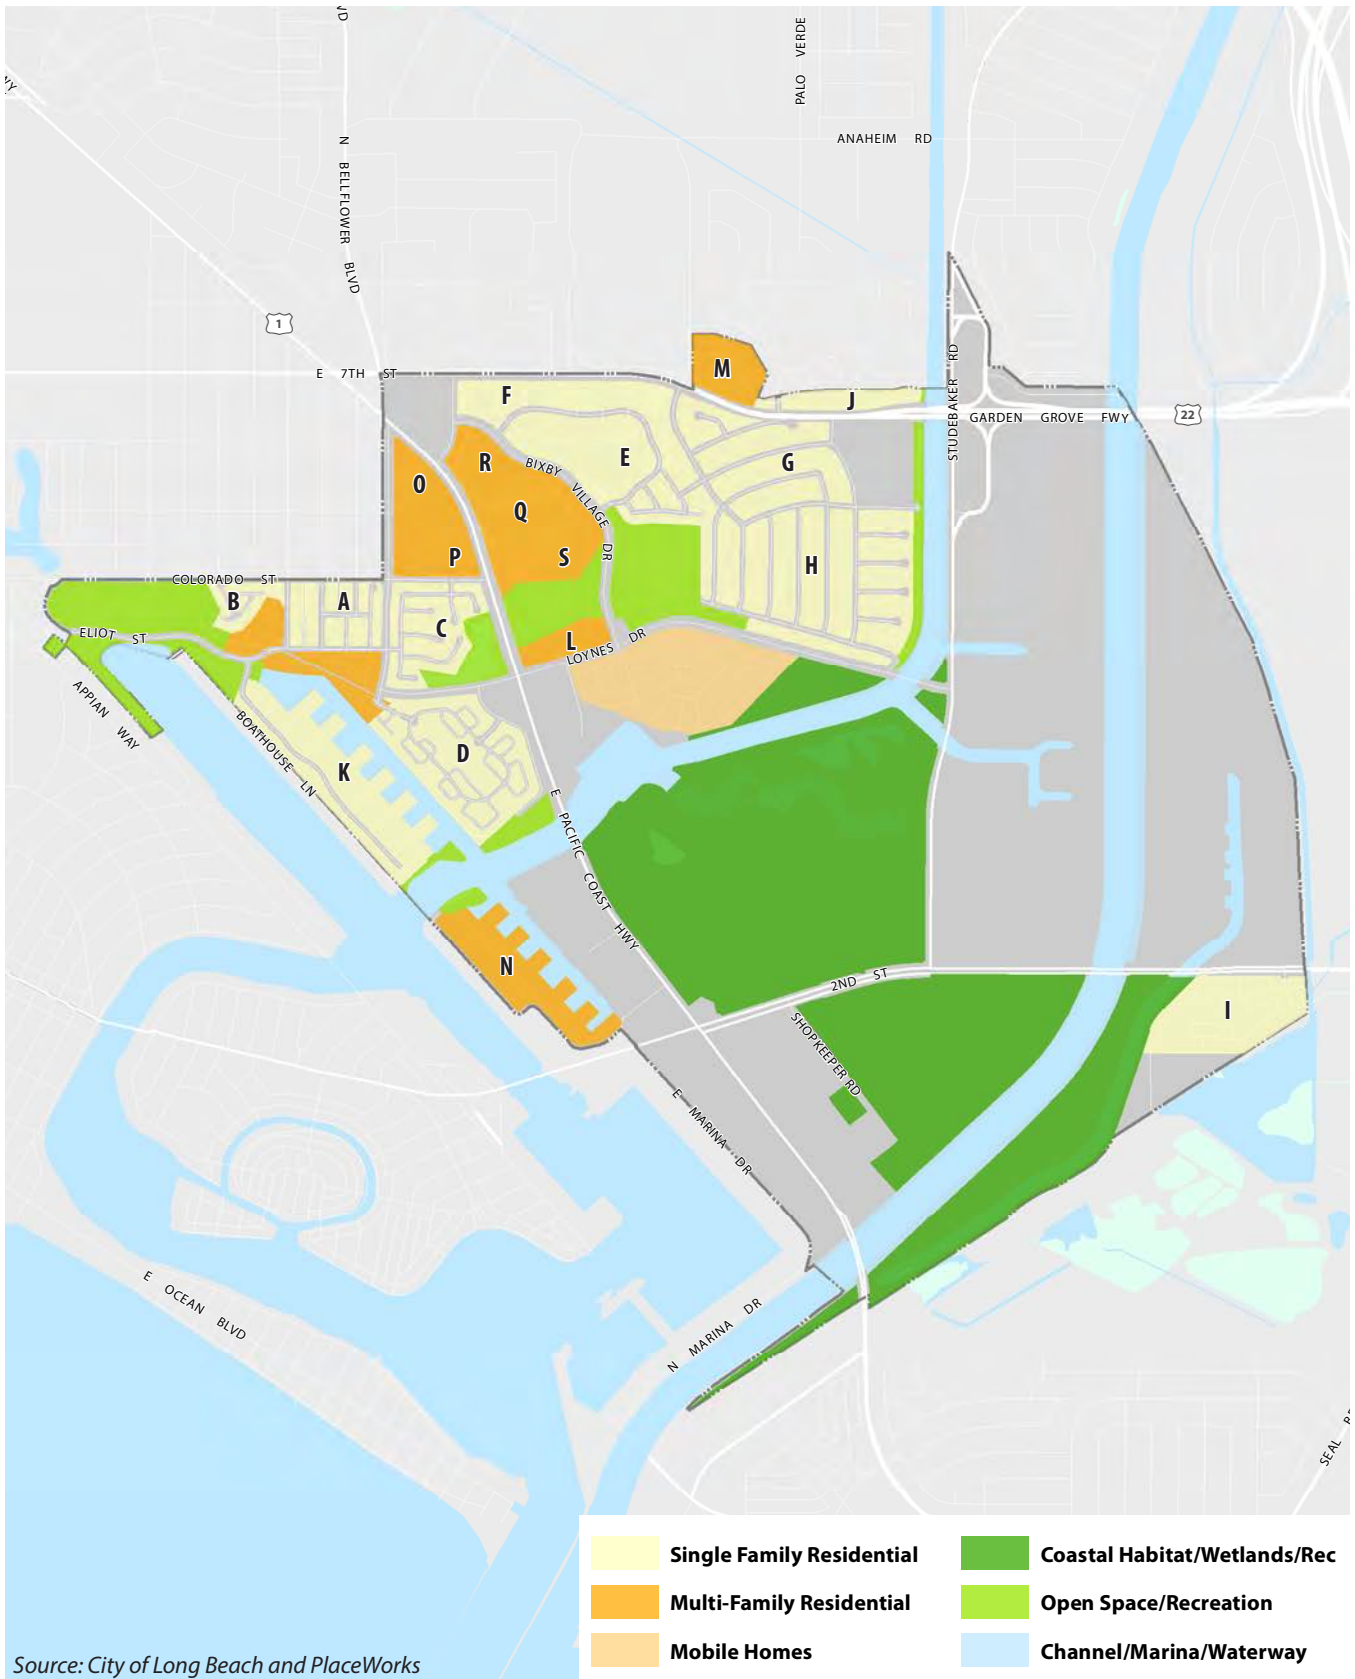 VD
NY
PALO VERDE
ANAHEIM RD
N BELLFLOWER BLVD
1
E 7TH ST
M
STUDEBAKER RD
F
J
GARDEN GROVE FWY
22
O
R
BIXBY VILLAGE DR
E
G
Q
P
S
H
COLORADO ST
B
A
C
ELIOT ST
L
LOYNES DR
APPIAN WAY
BOATHOUSE LN
K
D
E PACIFIC COAST HWY
N
2ND ST
I
SHOPKEEPER RD
E MARINA DR
E OCEAN BLVD
N MARINA DR
Single Family Residential
Multi-Family Residential
Mobile Homes
Coastal Habitat/Wetlands/Rec
Open Space/Recreation
Channel/Marina/Waterway
Source: City of Long Beach and PlaceWorks